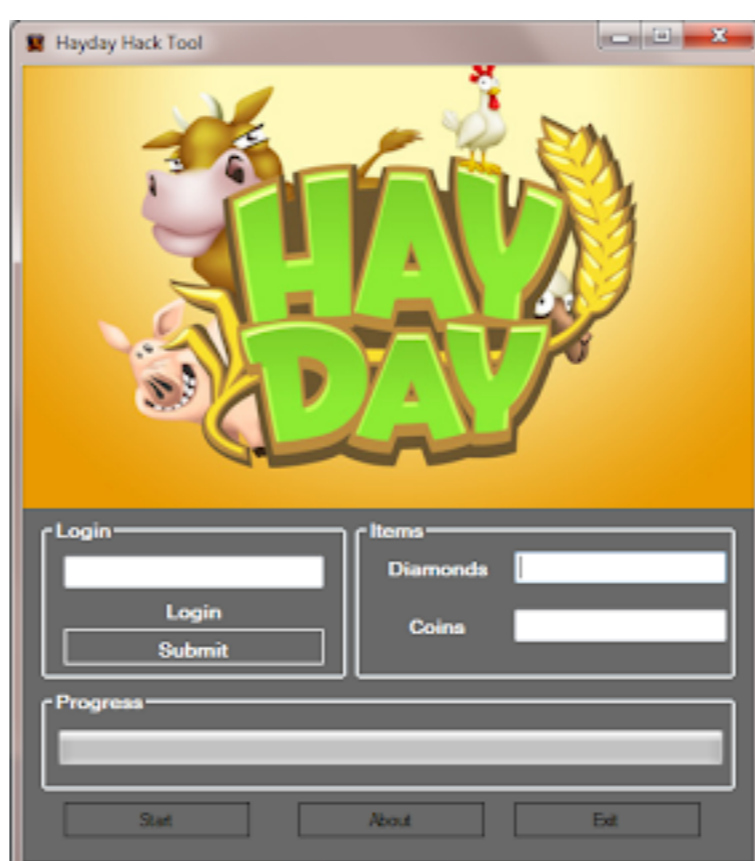 Hayday Hack Tool
HAY
DAY
Login
Items
Diamonds
Login
Coins
Submit
Progress
Start
About
Exit